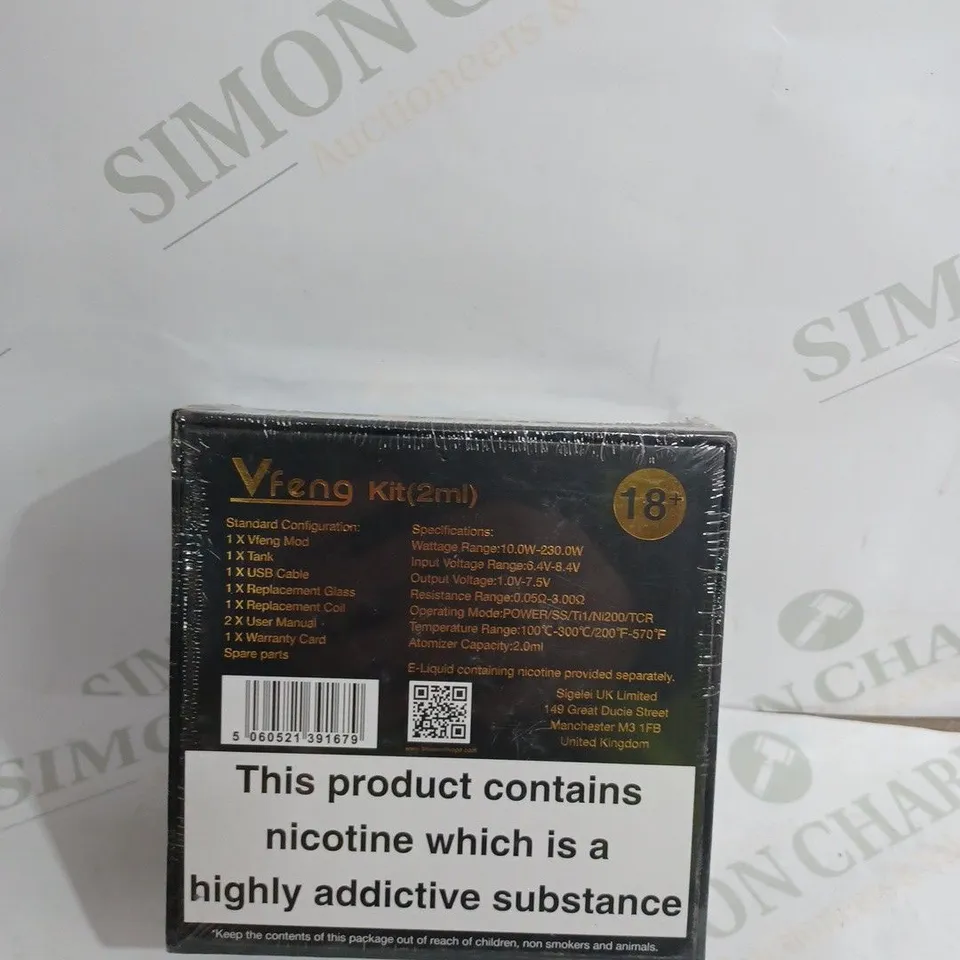 SIMON C
Auctioneers &
SIMON
Vfeng Kit(2ml)
18+
Standard Configuration:
1 X Vfeng Mod
1 X Tank
1 X USB Cable
1 X Replacement Glass
1 X Replacement Coil
2 X User Manual
1 X Warranty Card
Spare parts
Specifications:
Wattage Range:10.0W-230.0W
Input Voltage Range:6.4V-8.4V
Output Voltage:1.0V-7.5V
Resistance Range:0.05Ω-3.00Ω
Operating Mode:POWER/SS/Ti1/Ni200/TCR
Temperature Range:100℃-300℃/200℉-570℉
Atomizer Capacity:2.0ml
E-Liquid containing nicotine provided separately.
Sigelei UK Limited
149 Great Ducie Street
Manchester M3 1FB
United Kingdom
5 060521 391679
This product contains
nicotine which is a
highly addictive substance
*Keep the contents of this package out of reach of children, non smokers and animals.
SIMON CHAR
SIMO
ON CHAR